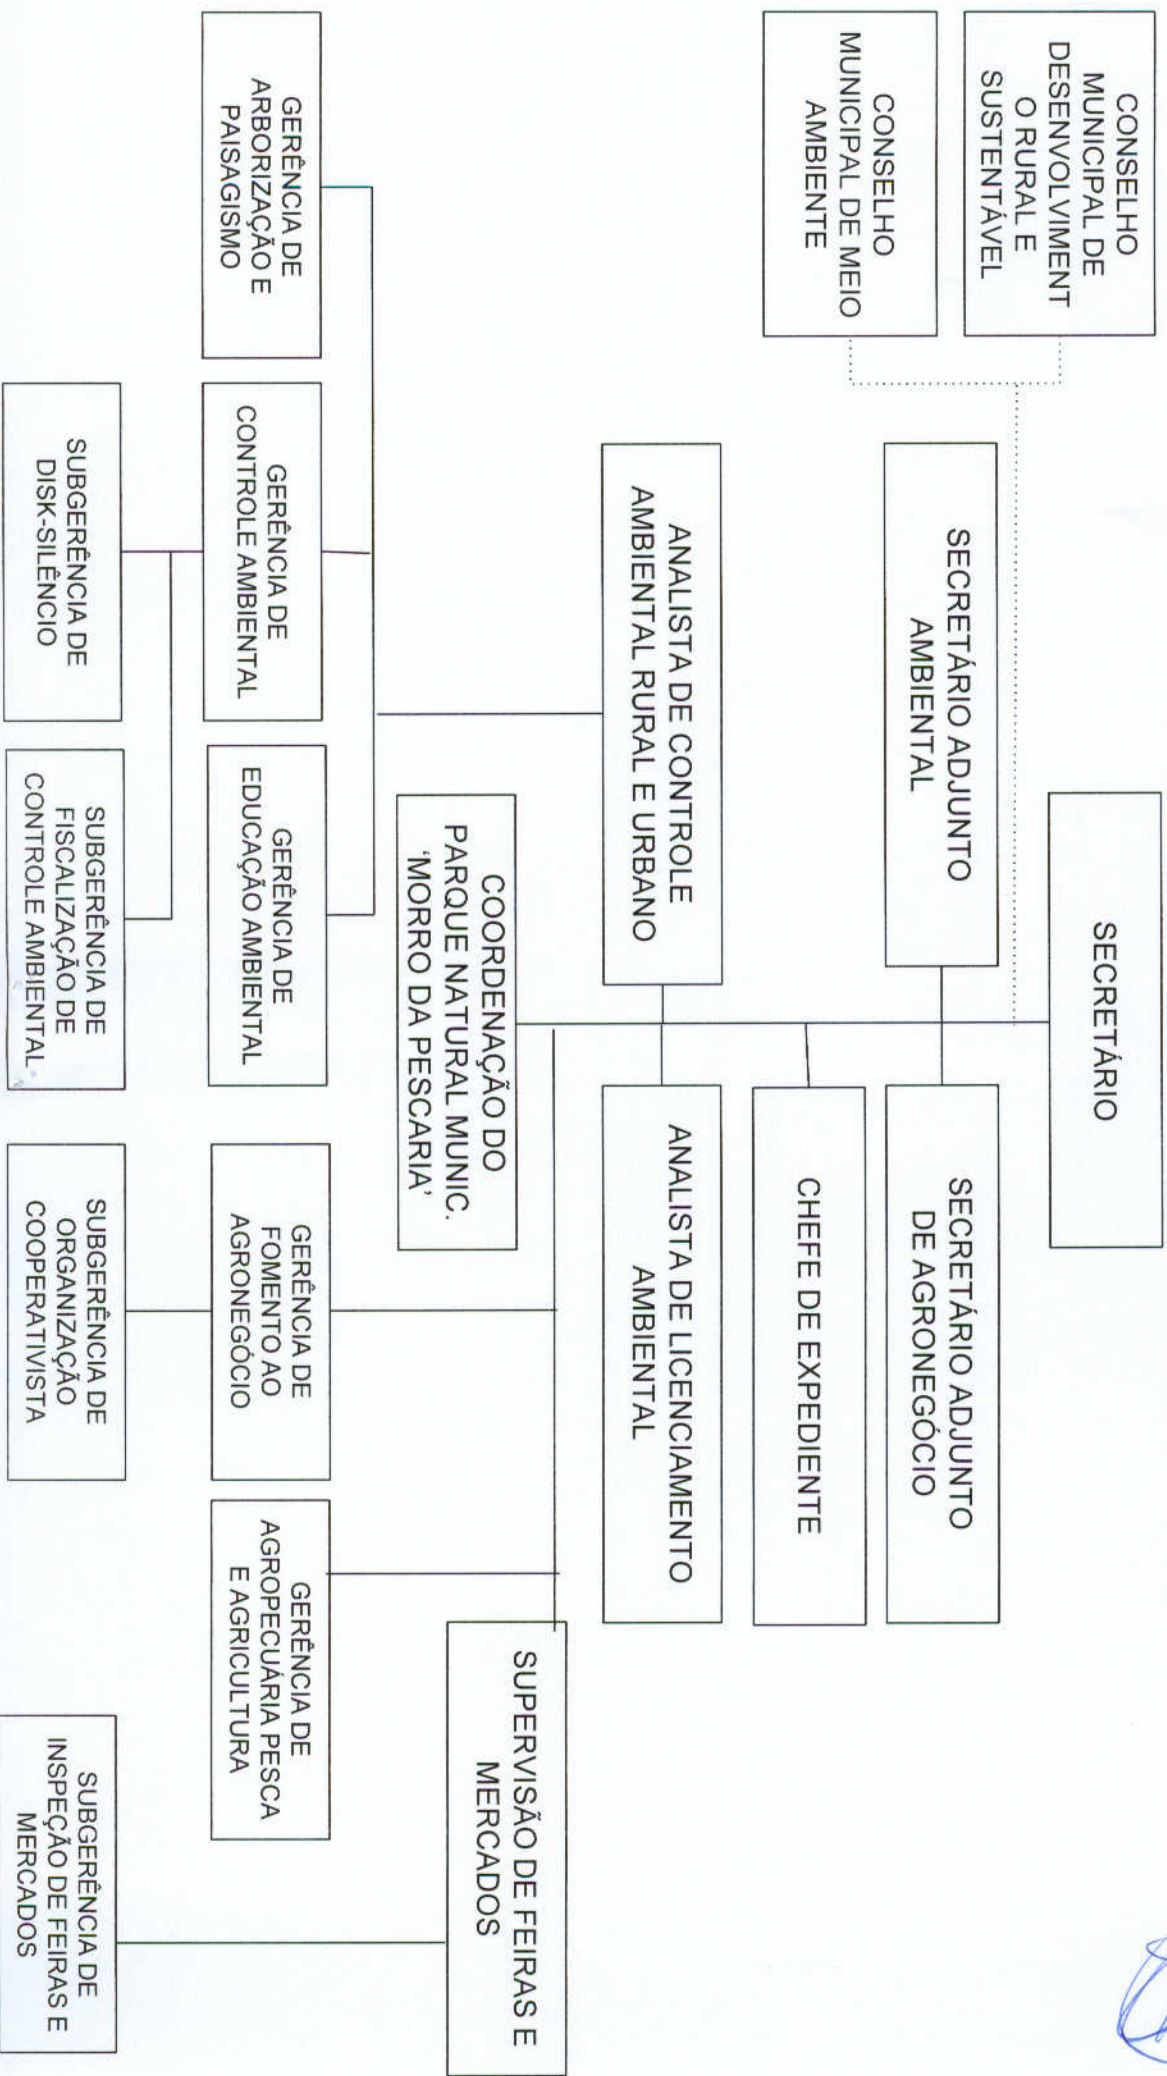 SECRETÁRIO
CONSELHO
MUNICIPAL DE
DESENVOLVIMENT
O RURAL E
SUSTENTÁVEL
CONSELHO
MUNICIPAL DE MEIO
AMBIENTE
SECRETÁRIO ADJUNTO
AMBIENTAL
SECRETÁRIO ADJUNTO
DE AGRONEGÓCIO
CHEFE DE EXPEDIENTE
ANALISTA DE CONTROLE
AMBIENTAL RURAL E URBANO
ANALISTA DE LICENCIAMENTO
AMBIENTAL
COORDENAÇÃO DO
PARQUE NATURAL MUNIC.
‘MORRO DA PESCARIA’
SUPERVISÃO DE FEIRAS E
MERCADOS
GERÊNCIA DE
ARBORIZAÇÃO E
PAISAGISMO
GERÊNCIA DE
CONTROLE AMBIENTAL
GERÊNCIA DE
EDUCAÇÃO AMBIENTAL
GERÊNCIA DE
FOMENTO AO
AGRONEGÓCIO
GERÊNCIA DE
AGROPECUÁRIA PESCA
E AGRICULTURA
SUBGERÊNCIA DE
DISK-SILÊNCIO
SUBGERÊNCIA DE
FISCALIZAÇÃO DE
CONTROLE AMBIENTAL
SUBGERÊNCIA DE
ORGANIZAÇÃO
COOPERATIVISTA
SUBGERÊNCIA DE
INSPEÇÃO DE FEIRAS E
MERCADOS